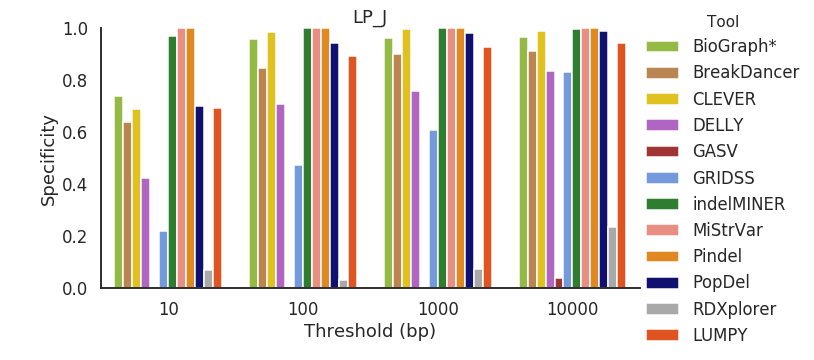 LP_J
Specificity
1.0
0.8
0.6
0.4
0.2
0.0
10
100
1000
10000
Threshold (bp)
Tool
BioGraph*
BreakDancer
CLEVER
DELLY
GASV
GRIDSS
indelMINER
MiStrVar
Pindel
PopDel
RDXplorer
LUMPY